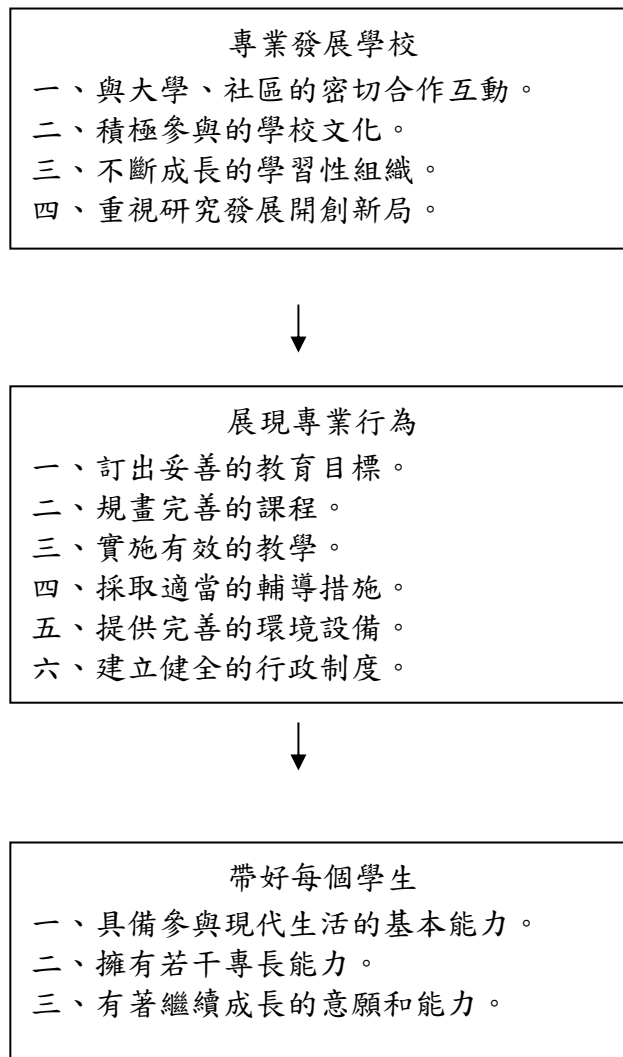 專業發展學校
一、與大學、社區的密切合作互動。
二、積極參與的學校文化。
三、不斷成長的學習性組織。
四、重視研究發展開創新局。
展現專業行為
一、訂出妥善的教育目標。
二、規畫完善的課程。
三、實施有效的教學。
四、採取適當的輔導措施。
五、提供完善的環境設備。
六、建立健全的行政制度。
帶好每個學生
一、具備參與現代生活的基本能力。
二、擁有若干專長能力。
三、有著繼續成長的意願和能力。